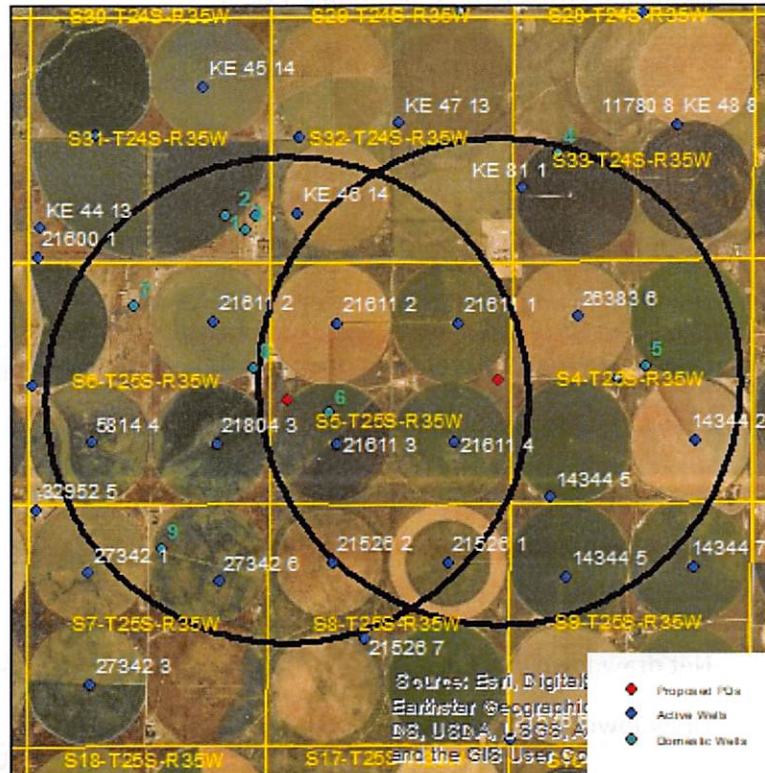 S30-T24S-R35W S29-T24S-R35W S28-T24S-R35W
KE 45 14
KE 47 13 11780 8 KE 48 8
S31-T24S-R35W S32-T24S-R35W 4
S33-T24S-R35W
KE 81 1
KE 44 13 2 KE 46 14
1
21600 1
7 21611 2 21611 2 21611 1 26383 6
5
S6-T25S-R35W S4-T25S-R35W
6
5814 4 21804 3 S5-T25S-R35W 14344 2
21611 3 21611 4
32952 5 14344 5
9
27342 1 27342 6 21526 2 21526 1 14344 5 14344 7
S7-T25S-R35W S8-T25S-R35W S9-T25S-R35W
21526 7
27342 3
Source: Esri, Digital
Earthstar Geographic
DS, USDA, USGS, A
and the GIS User Co
S18-T25S-R35W S17-T25S-R35W
Proposed PDs
Active Wells
Domestic Wells